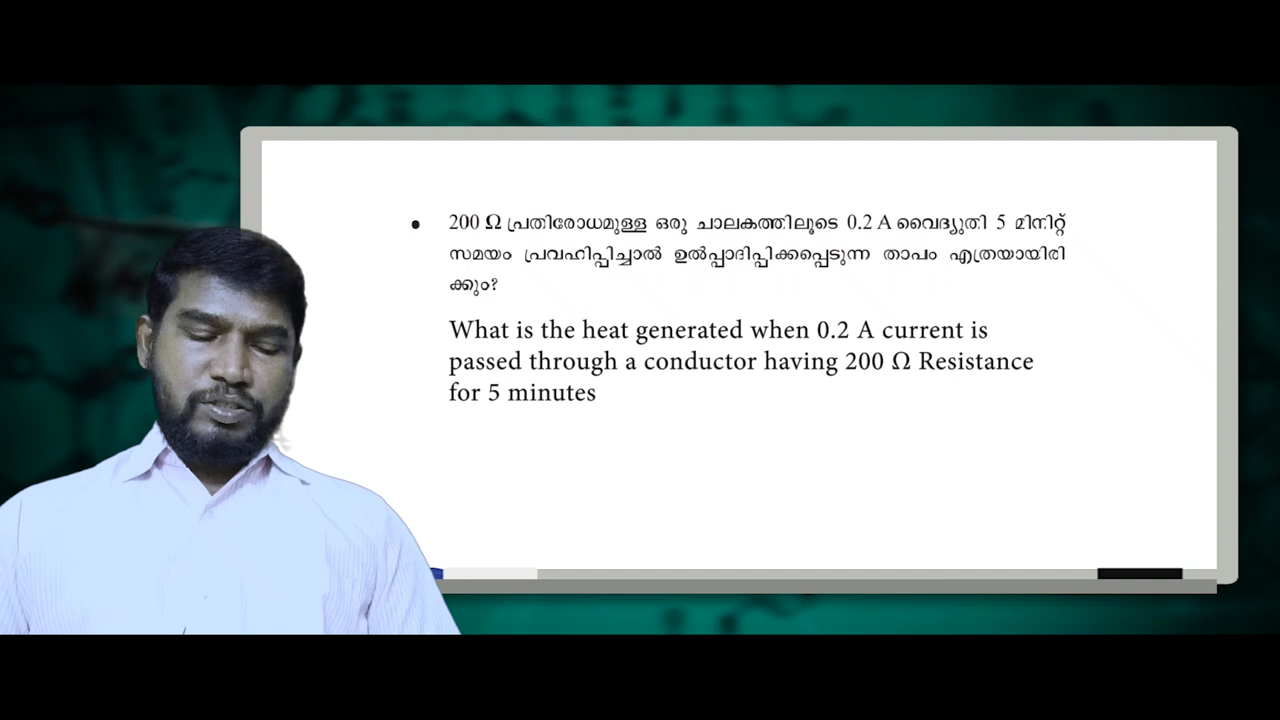 • 200 Ω പ്രതിരോധമുള്ള ഒരു ചാലകത്തിലൂടെ 0.2 A വൈദ്യുതി 5 മിനിറ്റ്
സമയം പ്രവഹിപ്പിച്ചാൽ ഉൽപ്പാദിപ്പിക്കപ്പെടുന്ന താപം എത്രയായിരി
ക്കും?
What is the heat generated when 0.2 A current is
passed through a conductor having 200 Ω Resistance
for 5 minutes